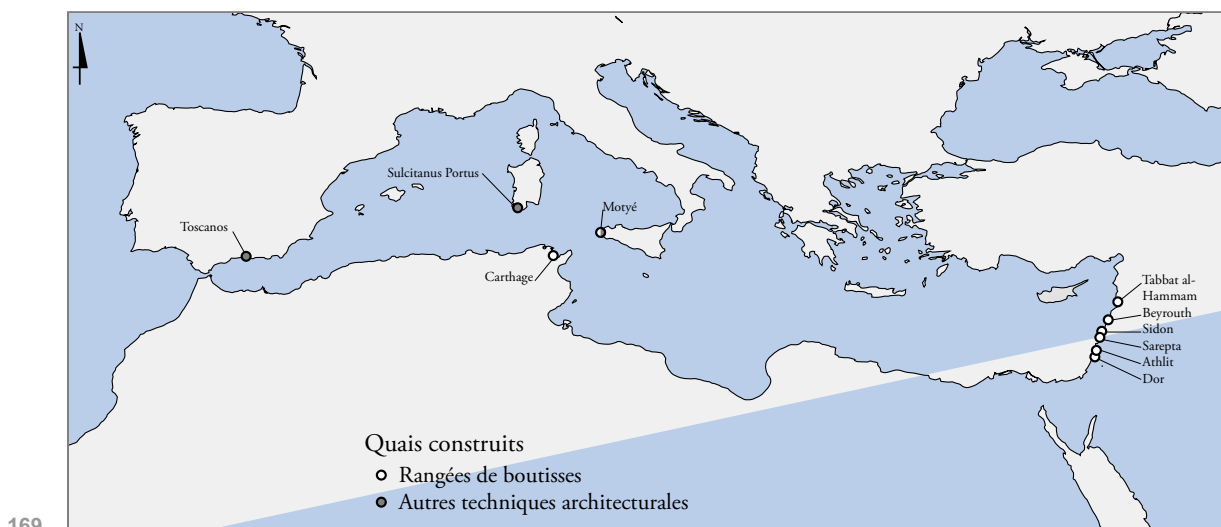 N
Sulcitanus Portus
Motyé
Toscanos
Carthage
Tabbat al-
Hammam
Beyrouth
Sidon
Sarepta
Athlit
Dor
Quais construits
Rangées de boutisses
Autres techniques architecturales
169